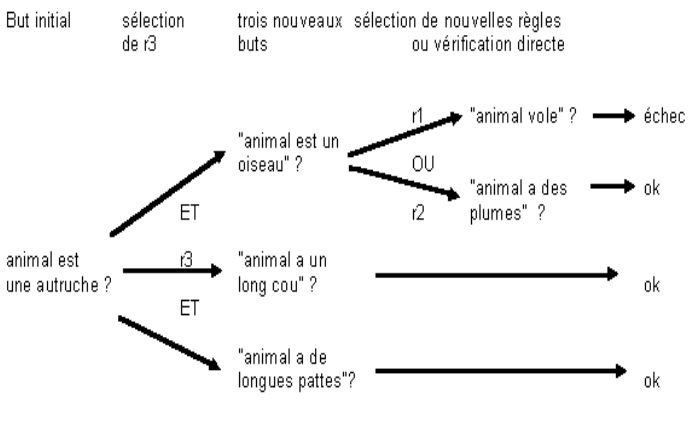 But initial
sélection
de r3
trois nouveaux
buts
sélection de nouvelles règles
ou vérification directe
r1
"animal vole" ?
échec
"animal est un
oiseau" ?
OU
"animal a des
plumes"  ?
ok
r2
ET
animal est
une autruche ?
r3
"animal a un
long cou" ?
ok
ET
"animal a de
longues pattes"?
ok